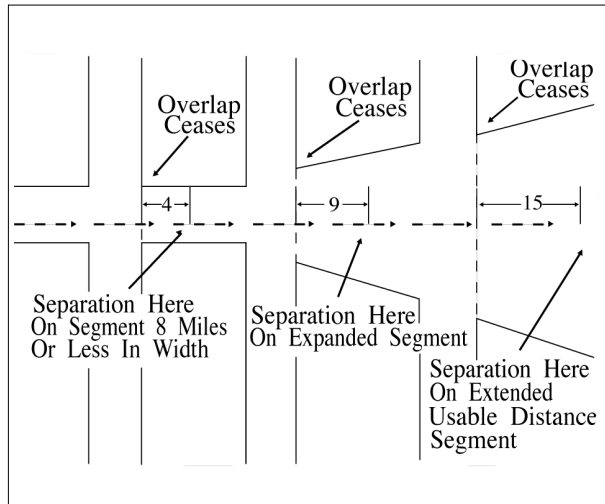 Overlap
Ceases
Overlap
Ceases
Overlap
Ceases
4
9
15
Separation Here
On Segment 8 Miles
Or Less In Width
Separation Here
On Expanded Segment
Separation Here
On Extended
Usable Distance
Segment